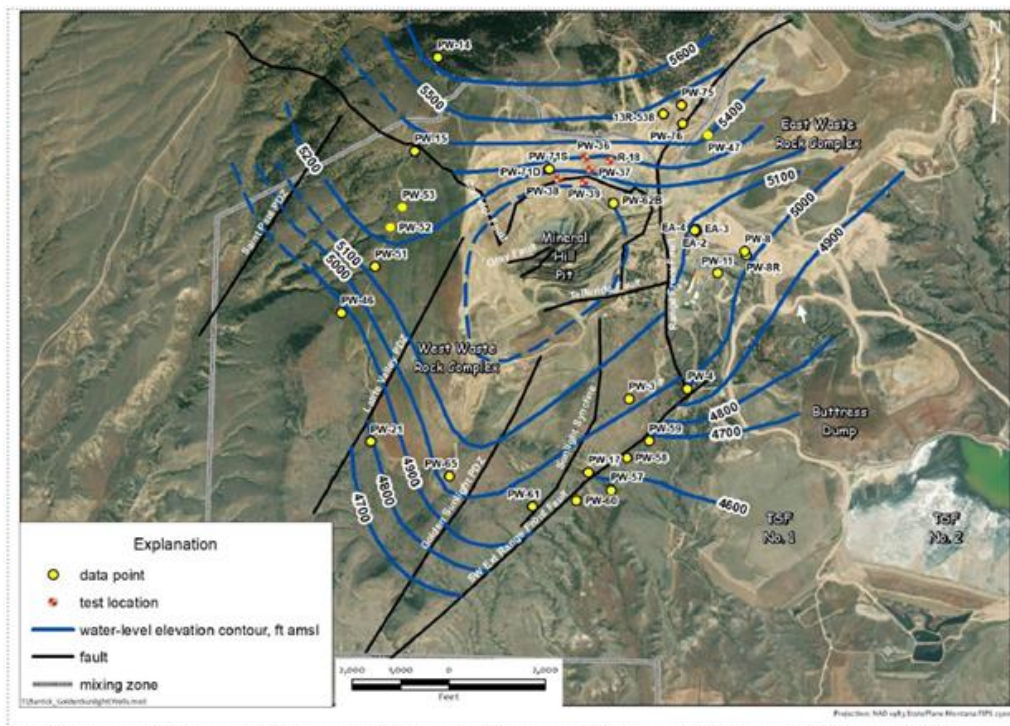 N
PW-14
5600
5500
PW-75
13R-53B
5400
PW-76
PW-47
East Waste
Rock Complex
PW-15
5200
PW-36
PW-71S
R-18
PW-71D
PW-37
PW-38
PW-39
5100
PW-53
PW-62B
5000
PW-52
EA-4
EA-3
EA-2
PW-8
4900
Mineral
Hill
Pit
PW-51
5100
PW-11
PW-8R
5000
PW-46
West Waste
Rock Complex
PW-3
PW-4
4800
Buttress
Dump
4700
PW-21
PW-59
PW-58
4900
PW-65
PW-17
PW-57
4800
4700
PW-61
PW-60
4600
TSF
No. 1
TSF
No. 2
Golden Sunlight PDZ
Explanation
data point
test location
water-level elevation contour, ft amsl
fault
mixing zone
2,000 1,000 0 2,000
Feet